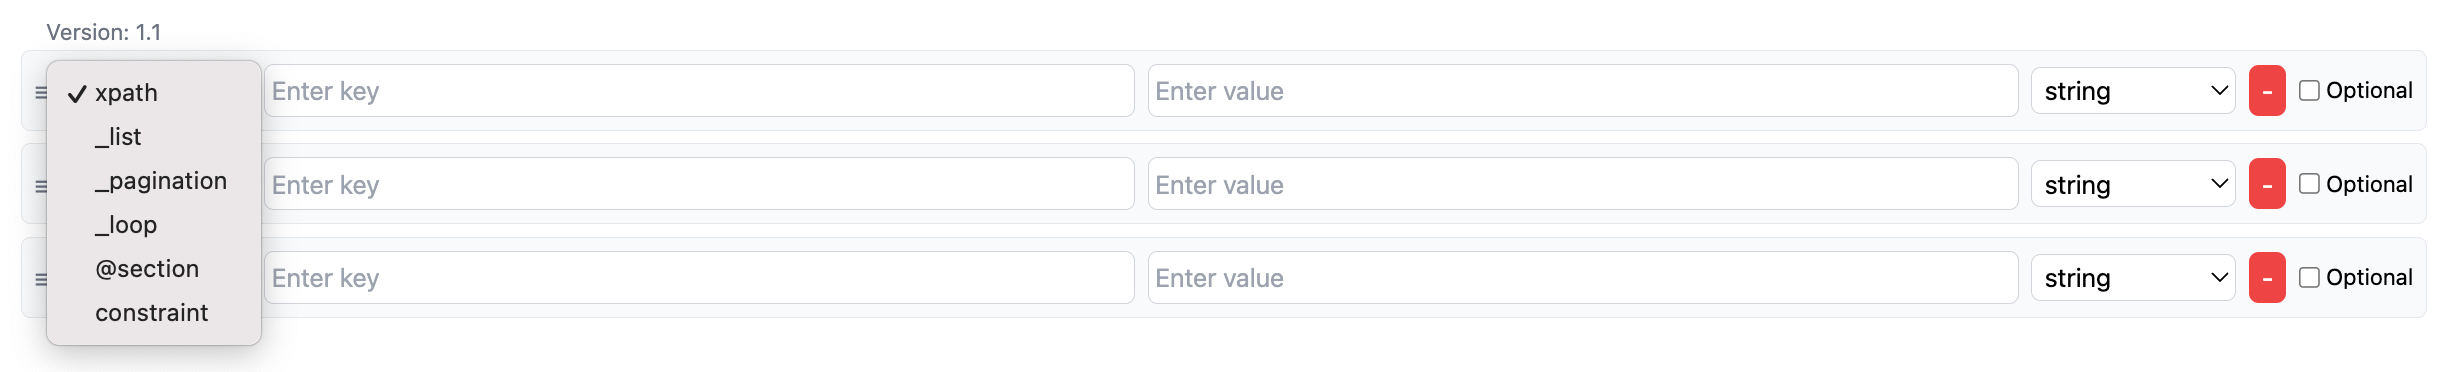 Version: 1.1
✓ xpath
_list
_pagination
_loop
@section
constraint
Enter key Enter value string - Optional
Enter key Enter value string - Optional
Enter key Enter value string - Optional